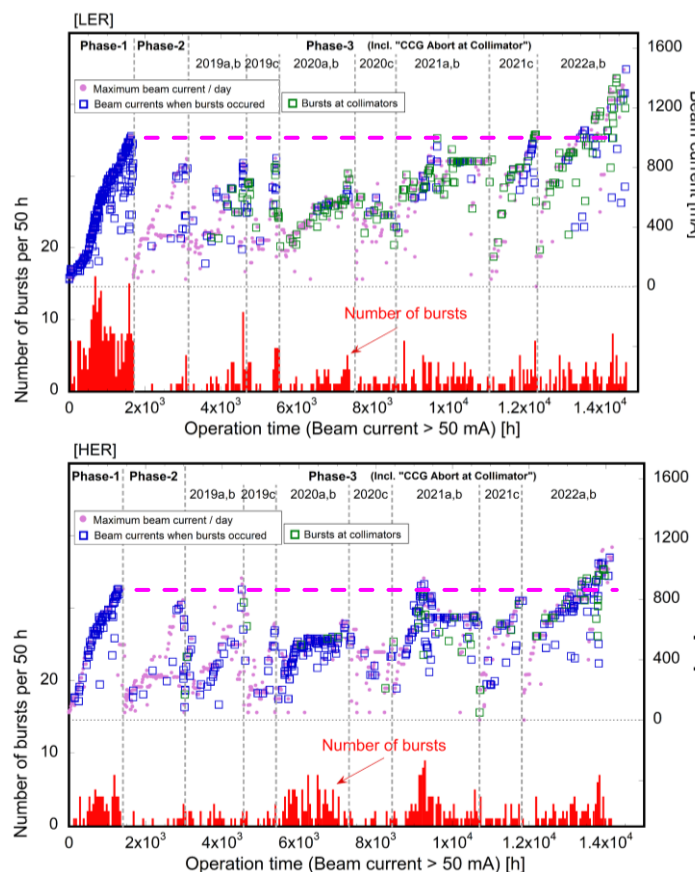 [LER]
Phase-1 Phase-2 Phase-3 (Incl. "CCG Abort at Collimator")
2019a,b 2019c 2020a,b 2020c 2021a,b 2021c 2022a,b
Maximum beam current / day
Beam currents when bursts occured
Bursts at collimators
1600
1200
800
400
0
Beam current [mA]
20
10
0
Number of bursts per 50 h
Number of bursts
0 2x10³ 4x10³ 6x10³ 8x10³ 1x10⁴ 1.2x10⁴ 1.4x10⁴
Operation time (Beam current > 50 mA) [h]
[HER]
Phase-1 Phase-2 Phase-3 (Incl. "CCG Abort at Collimator")
2019a,b 2019c 2020a,b 2020c 2021a,b 2021c 2022a,b
Maximum beam current / day
Beam currents when bursts occured
Bursts at collimators
1600
1200
800
400
0
20
10
0
Number of bursts per 50 h
Number of bursts
0 2x10³ 4x10³ 6x10³ 8x10³ 1x10⁴ 1.2x10⁴ 1.4x10⁴
Operation time (Beam current > 50 mA) [h]